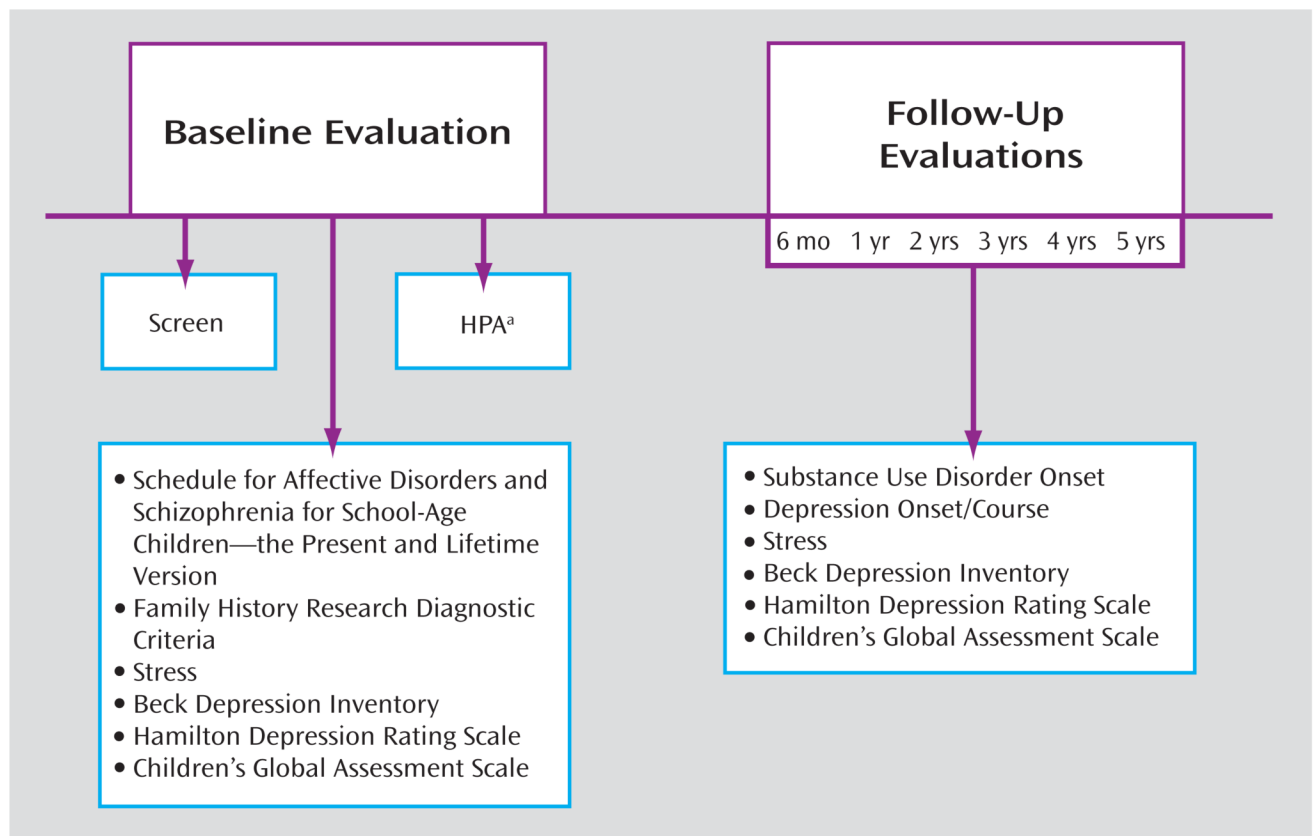 Baseline Evaluation
Follow-Up
Evaluations
6 mo 1 yr 2 yrs 3 yrs 4 yrs 5 yrs
Screen
HPAᵃ
• Schedule for Affective Disorders and
Schizophrenia for School-Age
Children—the Present and Lifetime
Version
• Family History Research Diagnostic
Criteria
• Stress
• Beck Depression Inventory
• Hamilton Depression Rating Scale
• Children’s Global Assessment Scale
• Substance Use Disorder Onset
• Depression Onset/Course
• Stress
• Beck Depression Inventory
• Hamilton Depression Rating Scale
• Children’s Global Assessment Scale